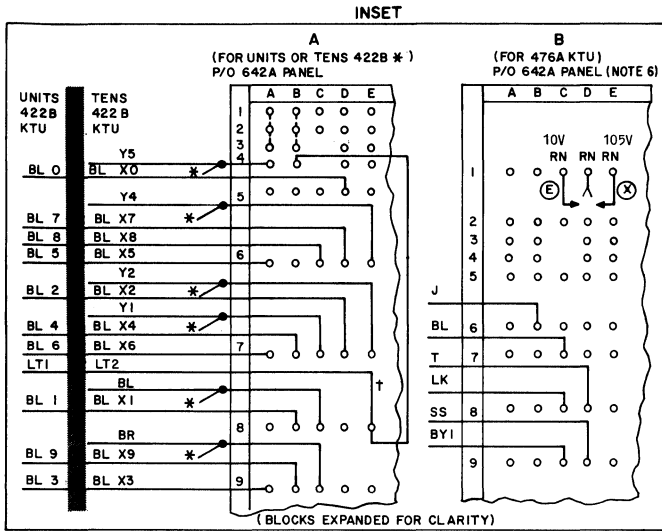 INSET
A
(FOR UNITS OR TENS 422B *)
P/O 642A PANEL
B
(FOR 476A KTU)
P/O 642A PANEL (NOTE 6)
UNITS 422B KTU
TENS 422B KTU
A B C D E
A B C D E
1
2
3
4
5
6
7
8
9
10V RN
RN
105V RN
E
X
1
2
3
4
5
6
7
8
9
Y5
BL 0 BL X0 *
Y4
BL 7 BL X7 *
BL 8 BL X8
BL 5 BL X5
Y2
BL 2 BL X2 *
Y1
BL 4 BL X4 *
BL 6 BL X6
LT1 LT2
†
BL
BL 1 BL X1 *
BR
BL 9 BL X9 *
BL 3 BL X3
J
BL
T
LK
SS
BY1
(BLOCKS EXPANDED FOR CLARITY)